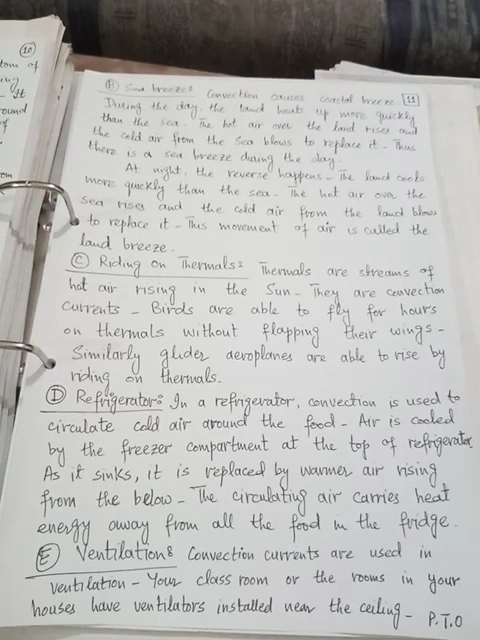 10
tom of
ing
It
ound
of
om
(H) Sea breeze: Convection causes coastal breeze. 11
During the day, the land heats up more quickly
than the sea. The hot air over the land rises and
the cold air from the Sea blows to replace it. Thus
there is a sea breeze during the day.
At night, the reverse happens. The land cools
more quickly than the sea. The hot air over the
sea rises and the cold air from the land blows
to replace it. This movement of air is called the
land breeze.
(C) Riding on Thermals: Thermals are streams of
hot air rising in the Sun. They are convection
currents. Birds are able to fly for hours
on thermals without flapping their wings.
Similarly glider aeroplanes are able to rise by
riding on thermals.
(D) Refrigerator: In a refrigerator, convection is used to
circulate cold air around the food. Air is cooled
by the freezer compartment at the top of refrigerator.
As it sinks, it is replaced by warmer air rising
from the below. The circulating air carries heat
energy away from all the food in the fridge.
(E) Ventilation: Convection currents are used in
ventilation. Your class room or the rooms in your
houses have ventilators installed near the ceiling. P.T.O